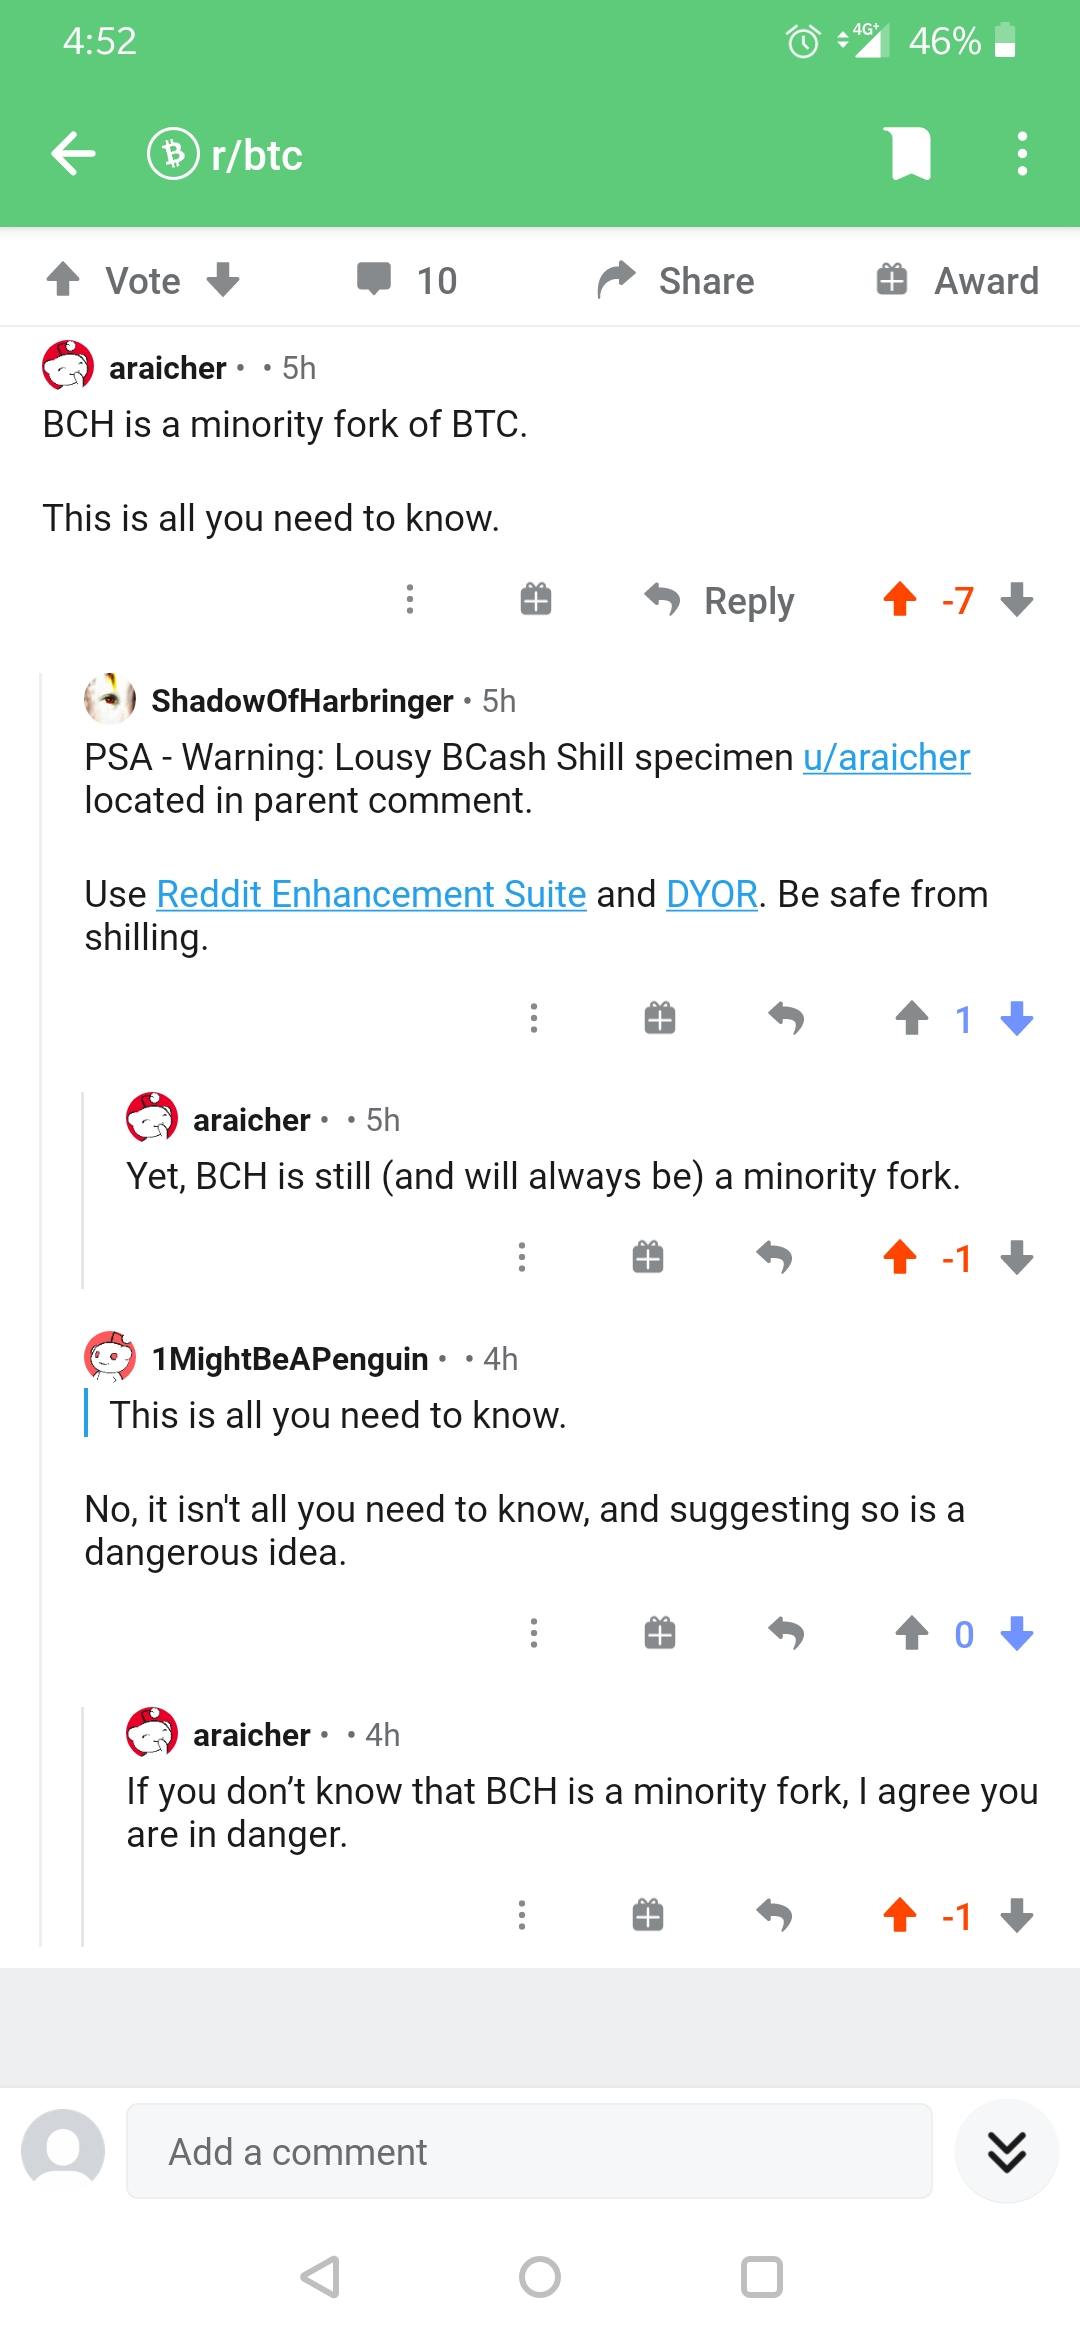 4:52
4G+ 46%
r/btc
Vote 10 Share Award
araicher • • 5h
BCH is a minority fork of BTC.
This is all you need to know.
Reply -7
ShadowOfHarbringer • 5h
PSA - Warning: Lousy BCash Shill specimen u/araicher
located in parent comment.
Use Reddit Enhancement Suite and DYOR. Be safe from
shilling.
1
araicher • • 5h
Yet, BCH is still (and will always be) a minority fork.
-1
1MightBeAPenguin • • 4h
This is all you need to know.
No, it isn't all you need to know, and suggesting so is a
dangerous idea.
0
araicher • • 4h
If you don’t know that BCH is a minority fork, I agree you
are in danger.
-1
Add a comment